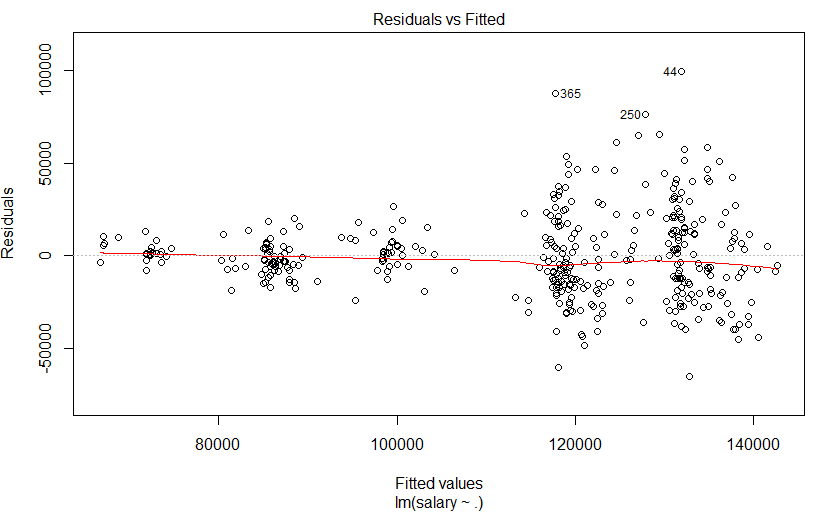 Residuals vs Fitted
100000
50000
0
-50000
Residuals
44
365
250
80000 100000 120000 140000
Fitted values
lm(salary ~ .)